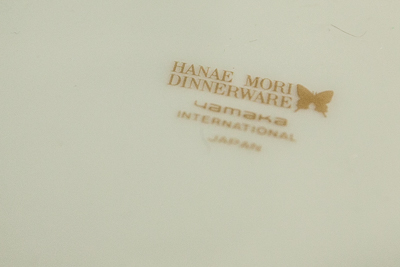 HANAE MORI
DINNERWARE
Yamaka
INTERNATIONAL
JAPAN